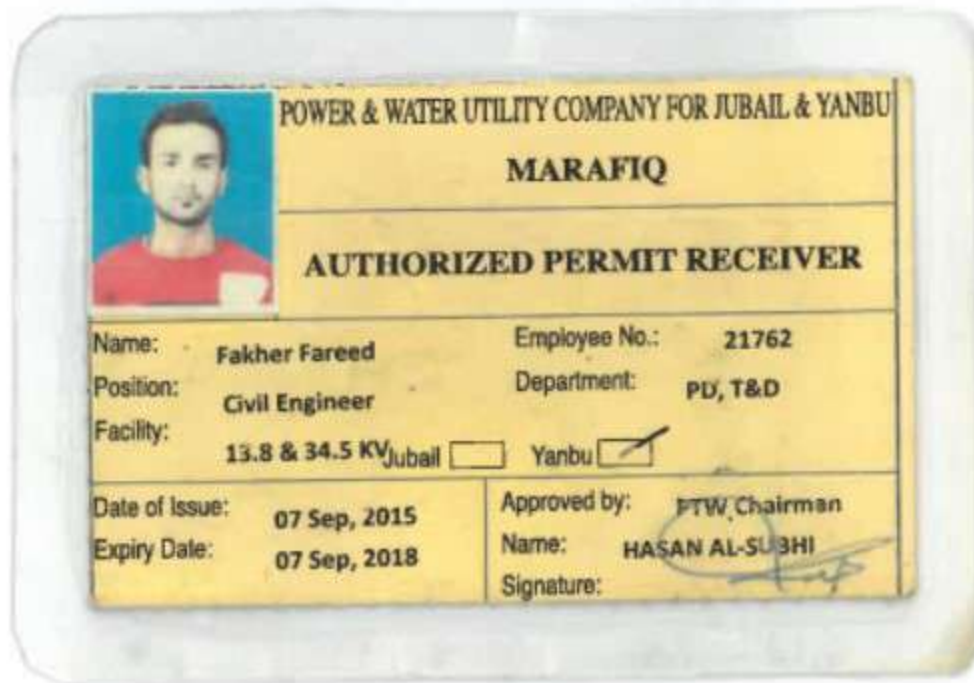 POWER & WATER UTILITY COMPANY FOR JUBAIL & YANBU
MARAFIQ
AUTHORIZED PERMIT RECEIVER
Name: Fakher Fareed
Employee No.: 21762
Position: Civil Engineer
Department: PD, T&D
Facility: 13.8 & 34.5 KV Jubail Yanbu
Date of Issue: 07 Sep, 2015
Expiry Date: 07 Sep, 2018
Approved by: PTW Chairman
Name: HASAN AL-SUBHI
Signature: